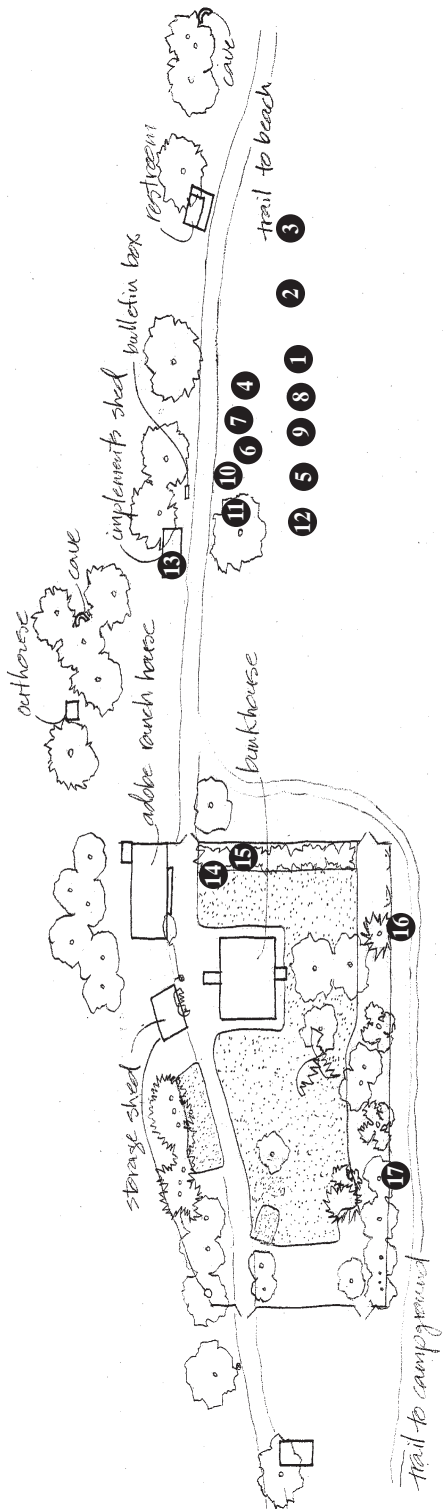 cave
restroom
trail to beach
bulletin box
implements shed
cave
outhouse
adobe ranch house
bunkhouse
storage shed
trail to campground
3
2
1
4
8
7
9
6
10
5
11
12
13
14
15
16
17